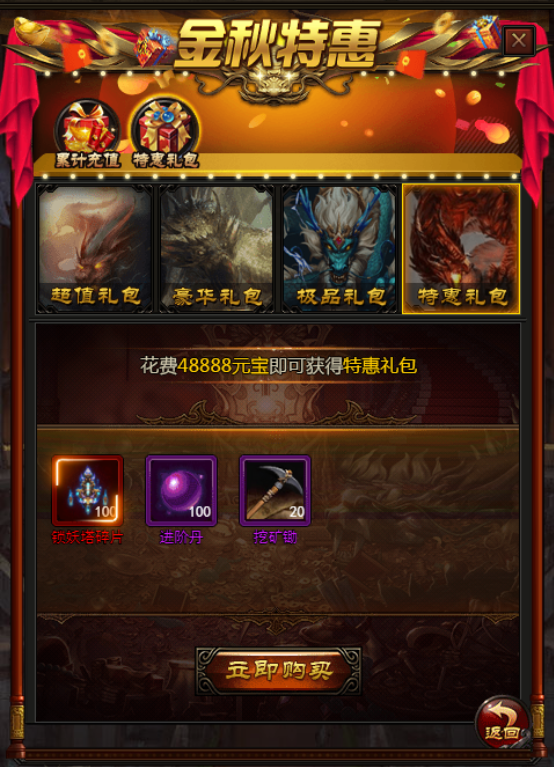 金秋特惠
累计充值 特惠礼包
超值礼包 豪华礼包 极品礼包 特惠礼包
花费48888元宝即可获得特惠礼包
100 100 20
锁妖塔碎片 进阶丹 挖矿锄
立即购买
返回